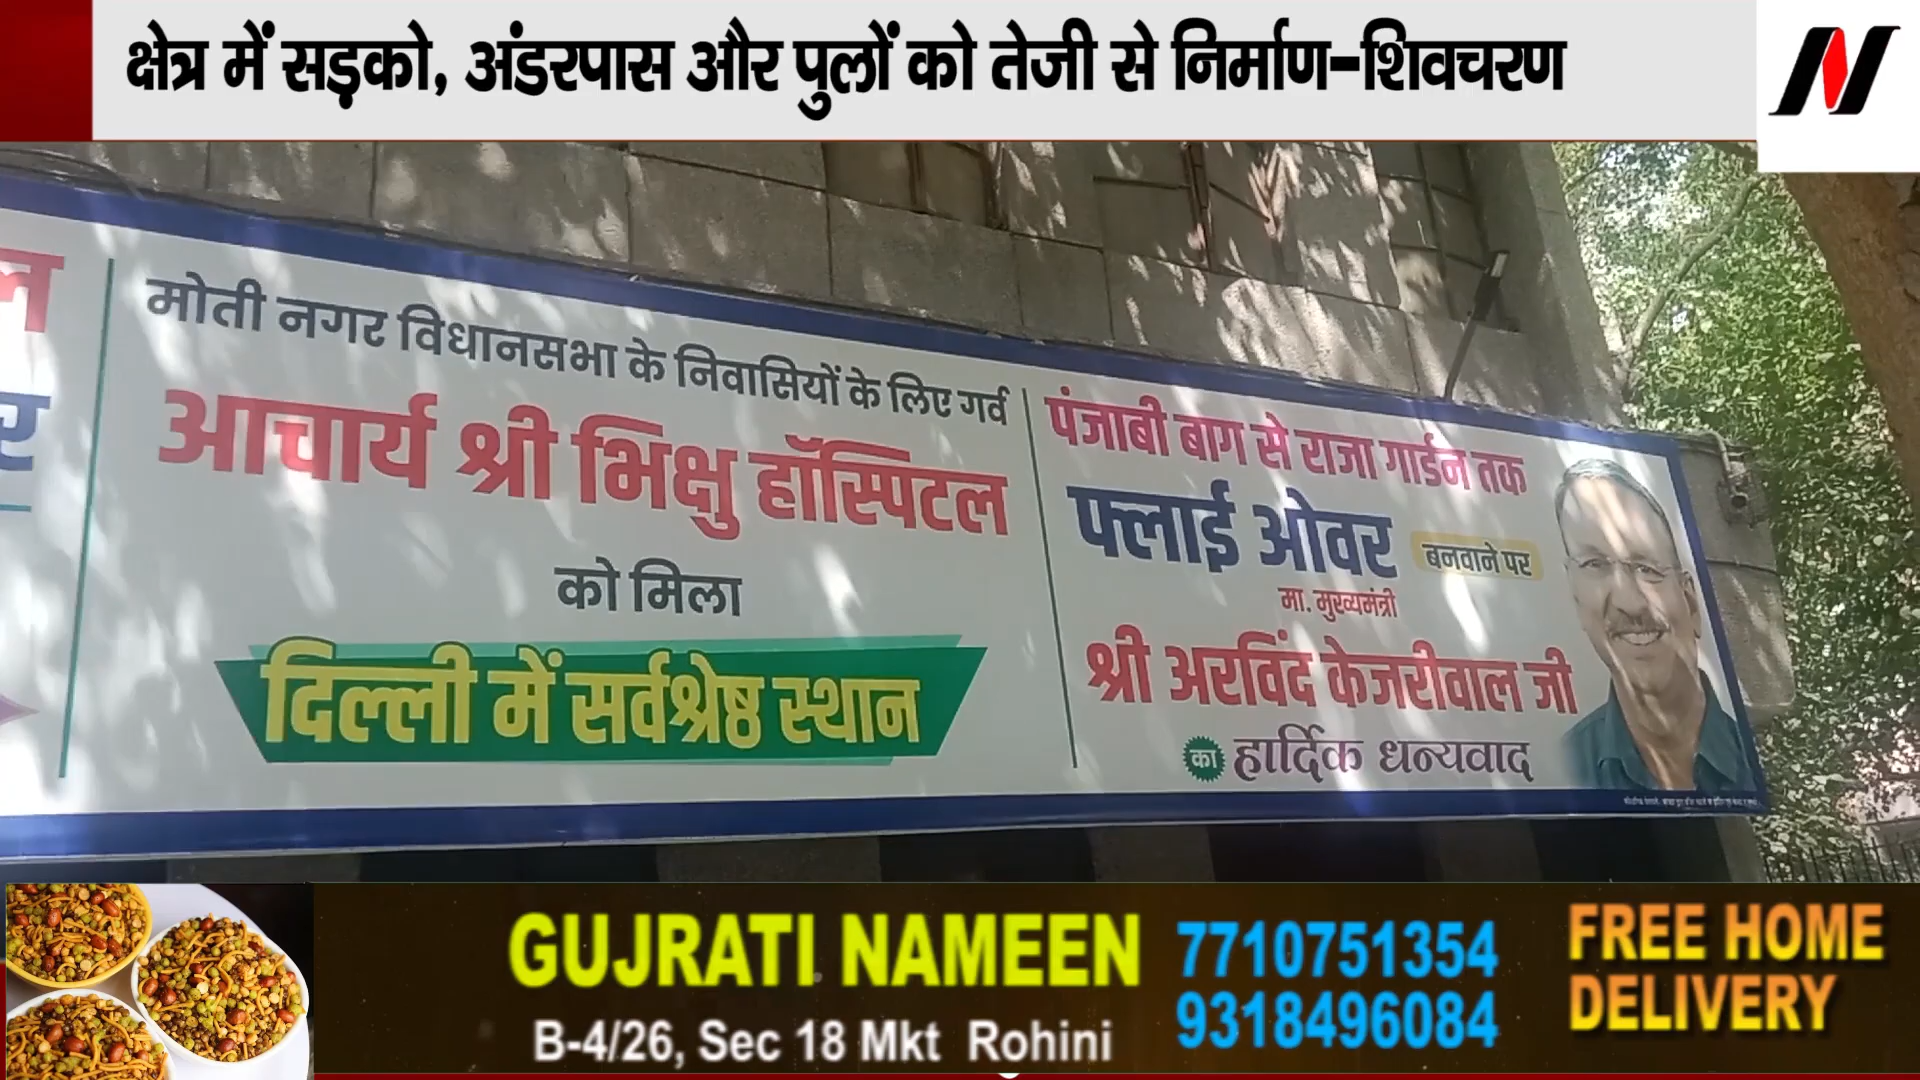 क्षेत्र में सड़को, अंडरपास और पुलों को तेजी से निर्माण-शिवचरण
N
ल
र
मोती नगर विधानसभा के निवासियों के लिए गर्व
आचार्य श्री भिक्षु हॉस्पिटल
को मिला
दिल्ली में सर्वश्रेष्ठ स्थान
पंजाबी बाग से राजा गार्डन तक
फ्लाई ओवर बनवाने पर
मा. मुख्यमंत्री
श्री अरविंद केजरीवाल जी
का हार्दिक धन्यवाद
GUJRATI NAMEEN
B-4/26, Sec 18 Mkt Rohini
7710751354
9318496084
FREE HOME
DELIVERY